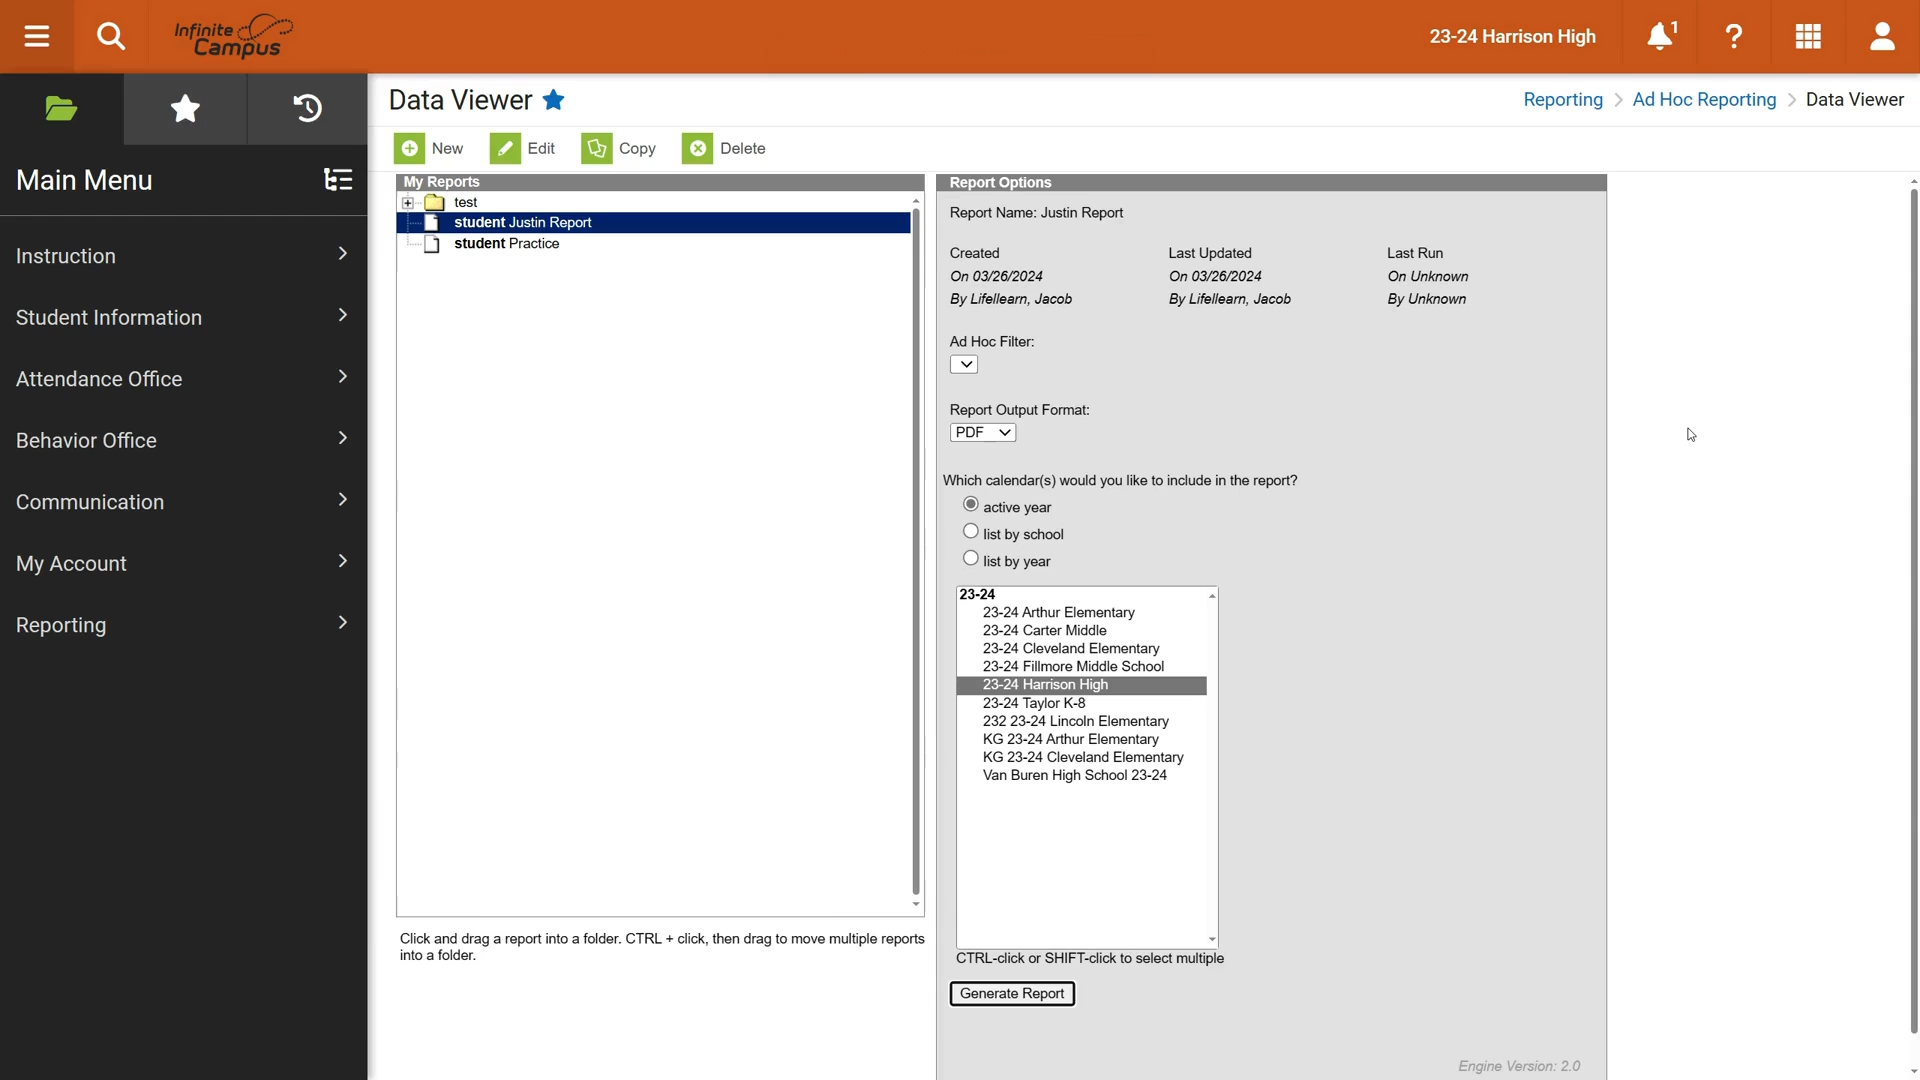 Infinite Campus
23-24 Harrison High
1
?
Main Menu
Instruction
Student Information
Attendance Office
Behavior Office
Communication
My Account
Reporting
Data Viewer
Reporting > Ad Hoc Reporting > Data Viewer
New Edit Copy Delete
My Reports
test
student Justin Report
student Practice
Click and drag a report into a folder. CTRL + click, then drag to move multiple reports
into a folder.
Report Options
Report Name: Justin Report
Created Last Updated Last Run
On 03/26/2024 On 03/26/2024 On Unknown
By Lifellearn, Jacob By Lifellearn, Jacob By Unknown
Ad Hoc Filter:
Report Output Format:
PDF
Which calendar(s) would you like to include in the report?
active year
list by school
list by year
23-24
23-24 Arthur Elementary
23-24 Carter Middle
23-24 Cleveland Elementary
23-24 Fillmore Middle School
23-24 Harrison High
23-24 Taylor K-8
232 23-24 Lincoln Elementary
KG 23-24 Arthur Elementary
KG 23-24 Cleveland Elementary
Van Buren High School 23-24
CTRL-click or SHIFT-click to select multiple
Generate Report
Engine Version: 2.0